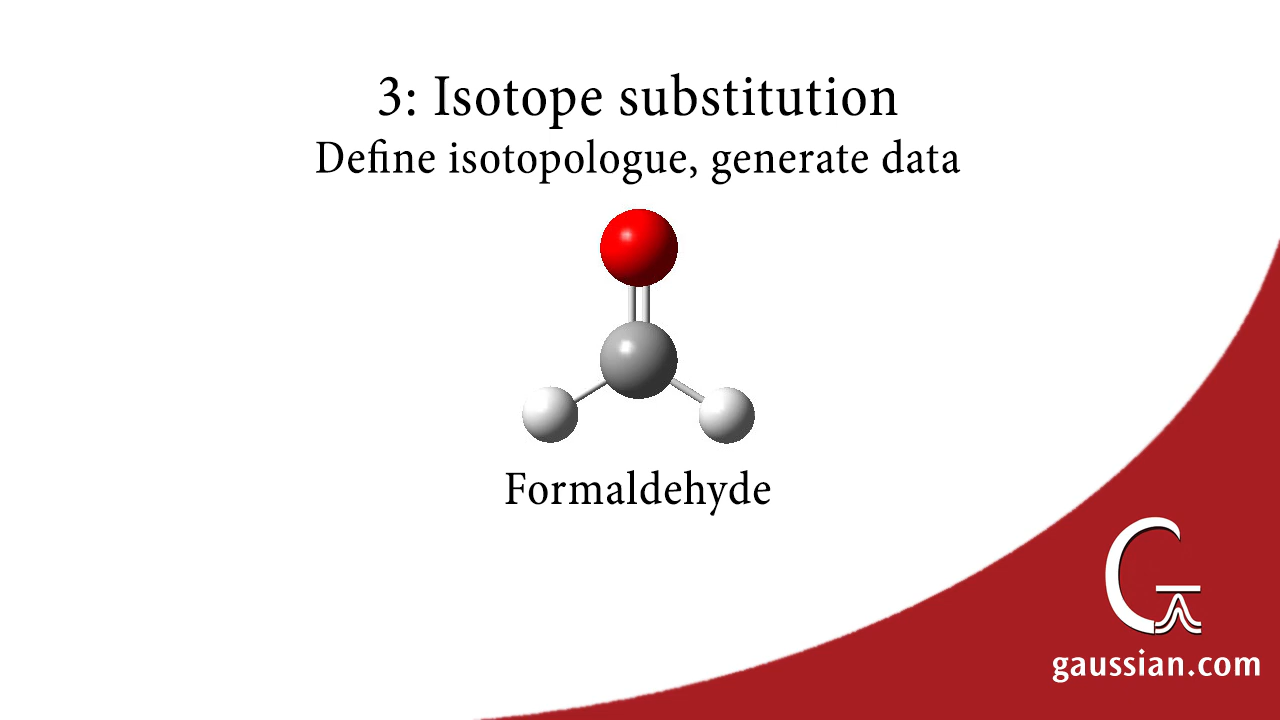 3: Isotope substitution
Define isotopologue, generate data
Formaldehyde
gaussian.com